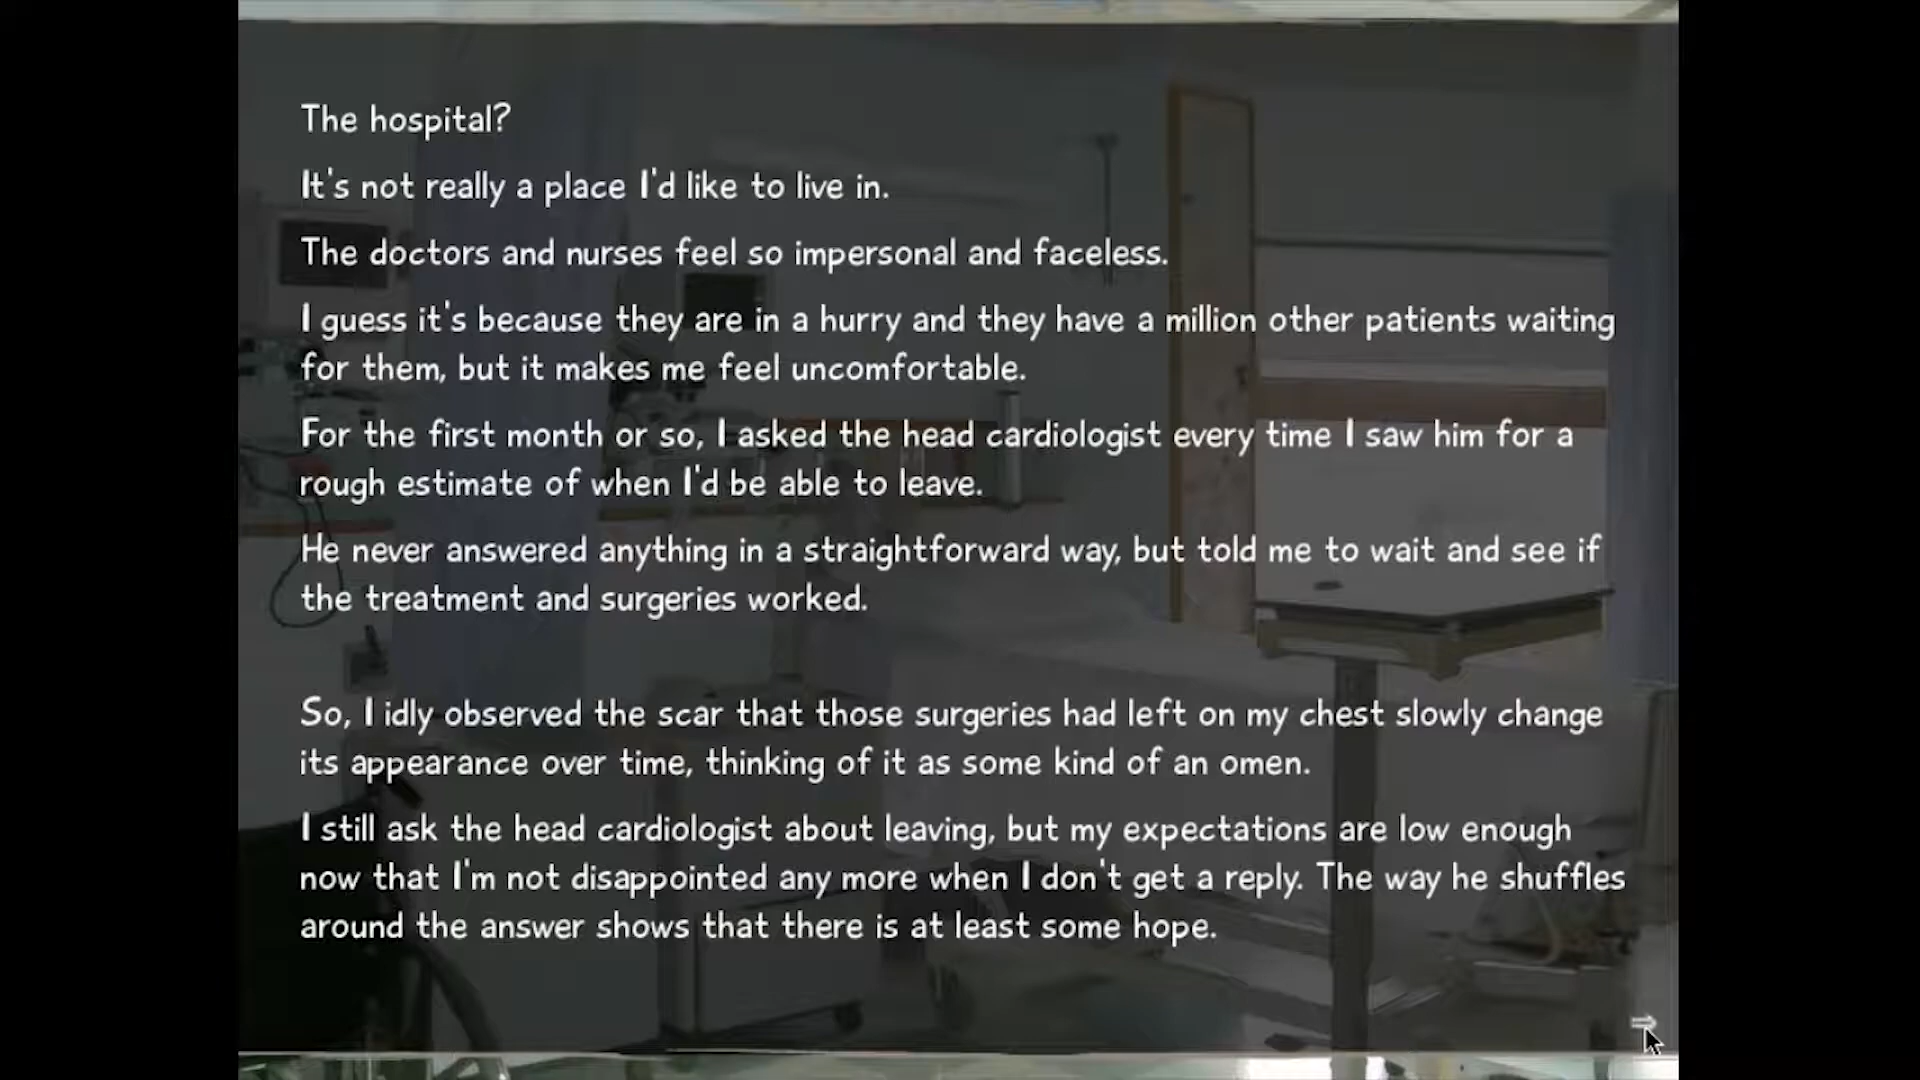 The hospital?
It's not really a place I'd like to live in.
The doctors and nurses feel so impersonal and faceless.
I guess it's because they are in a hurry and they have a million other patients waiting
for them, but it makes me feel uncomfortable.
For the first month or so, I asked the head cardiologist every time I saw him for a
rough estimate of when I'd be able to leave.
He never answered anything in a straightforward way, but told me to wait and see if
the treatment and surgeries worked.
So, I idly observed the scar that those surgeries had left on my chest slowly change
its appearance over time, thinking of it as some kind of an omen.
I still ask the head cardiologist about leaving, but my expectations are low enough
now that I'm not disappointed any more when I don't get a reply. The way he shuffles
around the answer shows that there is at least some hope.